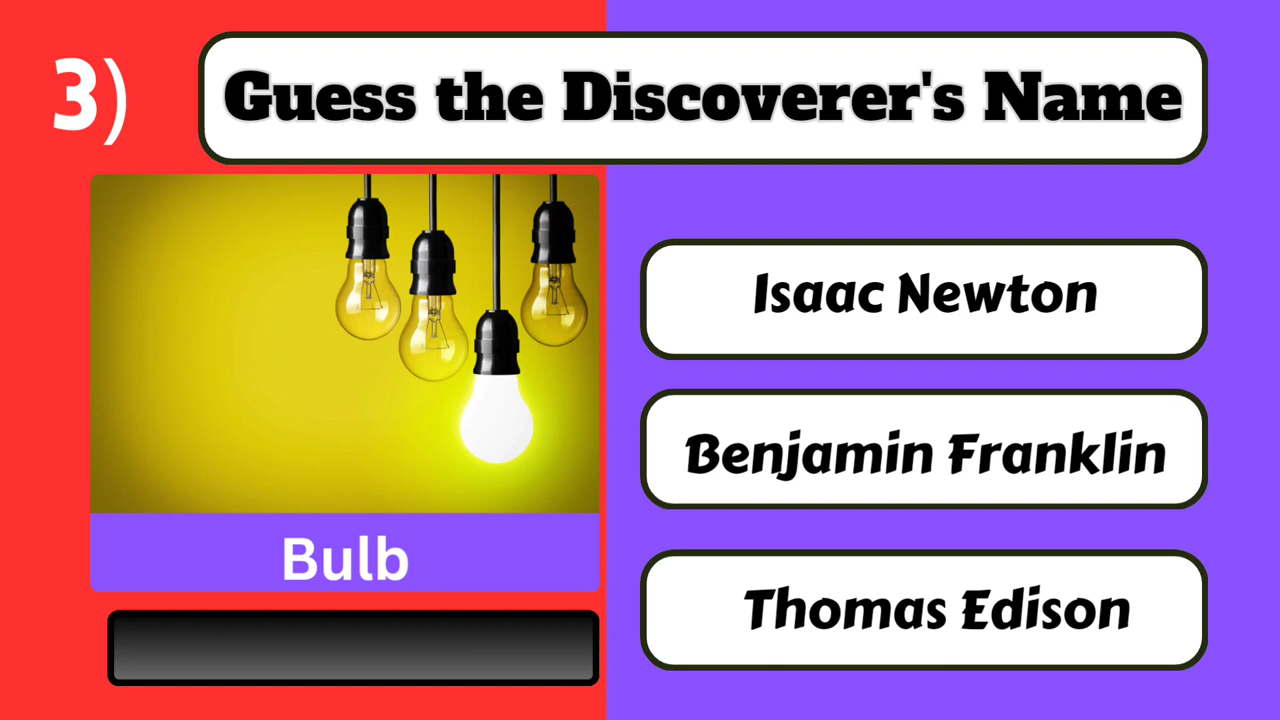 3)
Guess the Discoverer's Name
Isaac Newton
Benjamin Franklin
Bulb
Thomas Edison